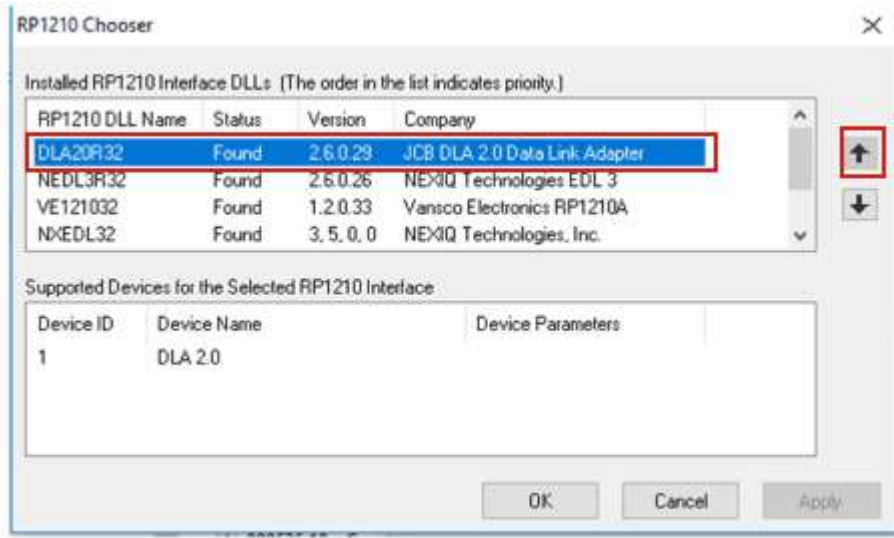 RP1210 Chooser
Installed RP1210 Interface DLLs (The order in the list indicates priority.)
RP1210 DLL Name Status Version Company
DLA20R32 Found 2.6.0.29 JCB DLA 2.0 Data Link Adapter
NEDL3R32 Found 2.6.0.26 NEXIQ Technologies EDL 3
VE121032 Found 1.2.0.33 Vansco Electronics RP1210A
NXEDL32 Found 3, 5, 0, 0 NEXIQ Technologies, Inc.
Supported Devices for the Selected RP1210 Interface
Device ID Device Name Device Parameters
1 DLA 2.0
OK Cancel Apply